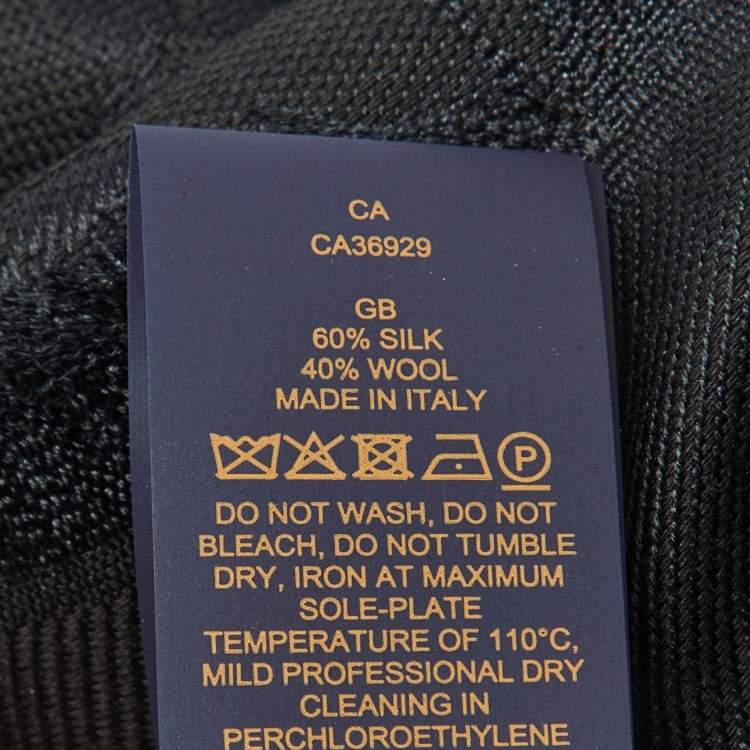 CA
CA36929
GB
60% SILK
40% WOOL
MADE IN ITALY
P
DO NOT WASH, DO NOT
BLEACH, DO NOT TUMBLE
DRY, IRON AT MAXIMUM
SOLE-PLATE
TEMPERATURE OF 110°C,
MILD PROFESSIONAL DRY
CLEANING IN
PERCHLOROETHYLENE